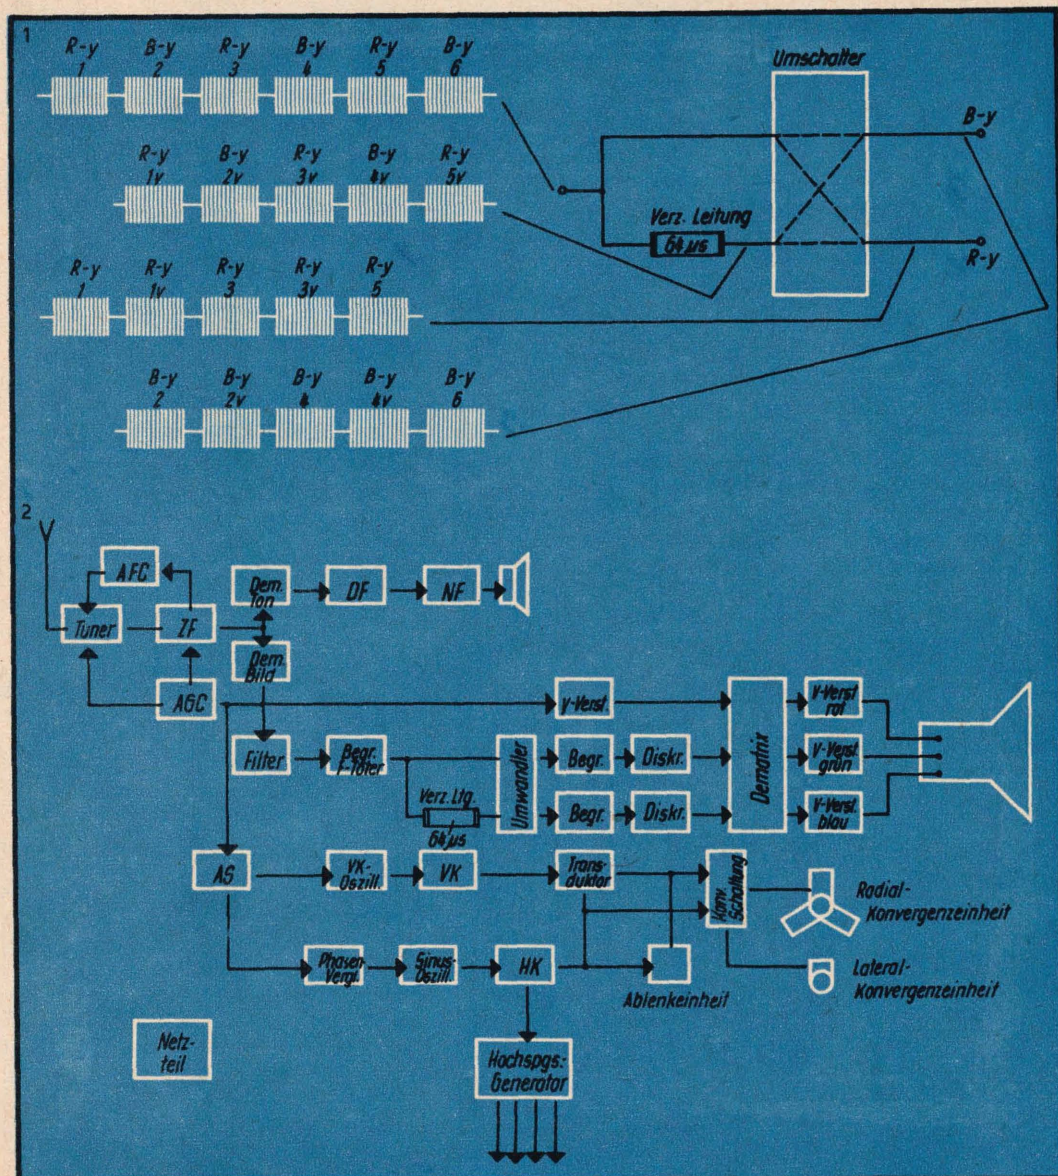 1
R-y B-y R-y B-y R-y B-y
1 2 3 4 5 6
Umschalter
B-y
R-y B-y R-y B-y R-y
1v 2v 3v 4v 5v
Verz. Leitung
64 µs
R-y
R-y R-y R-y R-y R-y
1 1v 3 3v 5
B-y B-y B-y B-y B-y
2 2v 4 4v 6
2
AFC
Dem.
Ton
DF
NF
Tuner
ZF
Dem.
Bild
AGC
y-Verst.
V-Verst.
rot
Filter
Begr.
F-Töter
Umwandler
Begr.
Diskr.
Dematrix
V-Verst.
grün
Verz. Ltg.
64 µs
Begr.
Diskr.
V-Verst.
blau
AS
VK-
Oszill.
VK
Trans-
duktor
Konv.
Schaltung
Radial-
Konvergenzeinheit
Phasen-
Vergl.
Sinus-
Oszill.
HK
Ablenkeinheit
Lateral-
Konvergenzeinheit
Netz-
teil
Hochspgs.-
Generator